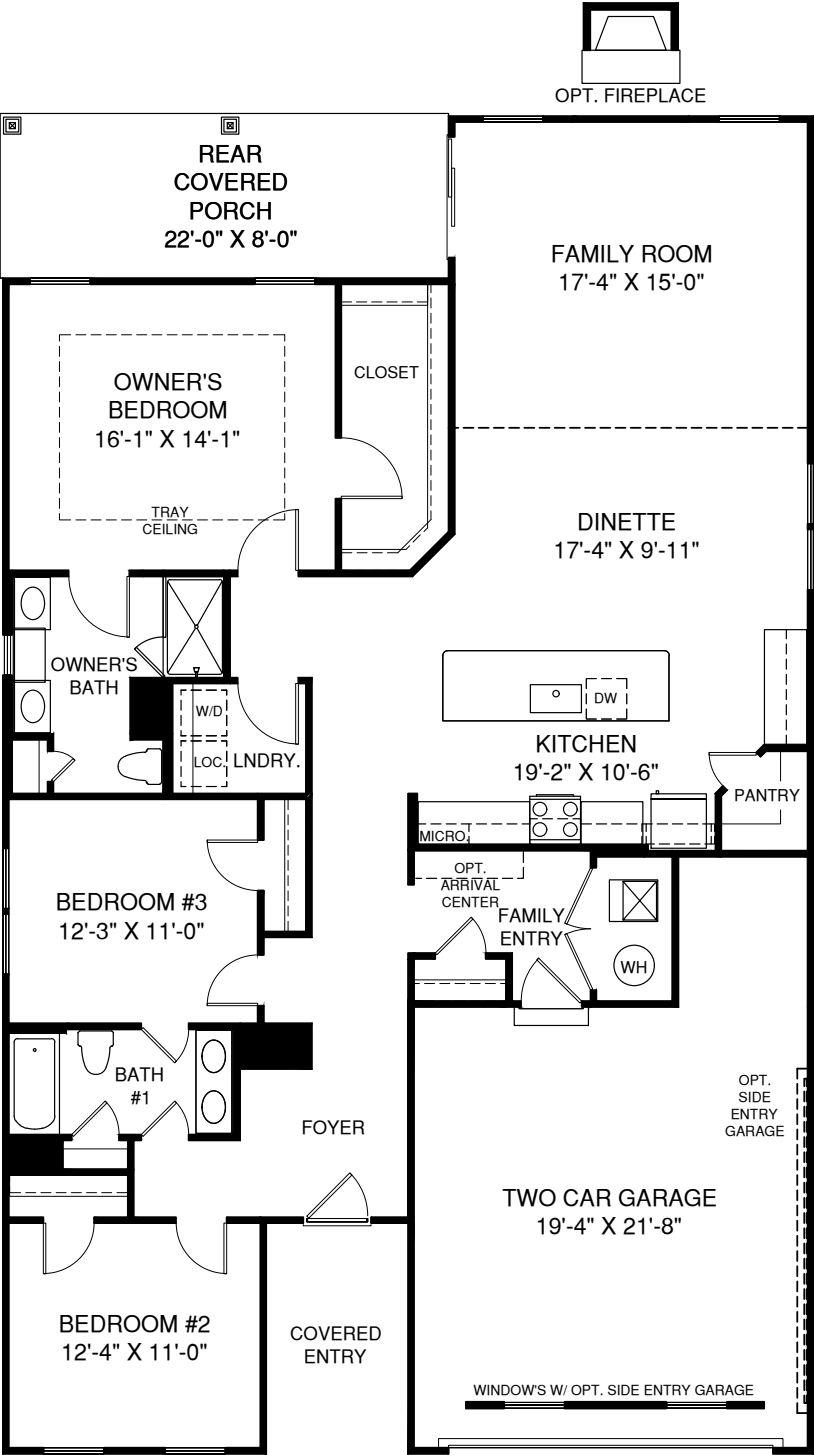 OPT. FIREPLACE
REAR
COVERED
PORCH
22'-0" X 8'-0"
FAMILY ROOM
17'-4" X 15'-0"
CLOSET
OWNER'S
BEDROOM
16'-1" X 14'-1"
TRAY
CEILING
DINETTE
17'-4" X 9'-11"
OWNER'S
BATH
W/D
LOC.
LNDRY.
DW
KITCHEN
19'-2" X 10'-6"
PANTRY
MICRO.
OPT.
ARRIVAL
CENTER
FAMILY
ENTRY
WH
BEDROOM #3
12'-3" X 11'-0"
BATH
#1
FOYER
OPT.
SIDE
ENTRY
GARAGE
TWO CAR GARAGE
19'-4" X 21'-8"
BEDROOM #2
12'-4" X 11'-0"
COVERED
ENTRY
WINDOW'S W/ OPT. SIDE ENTRY GARAGE